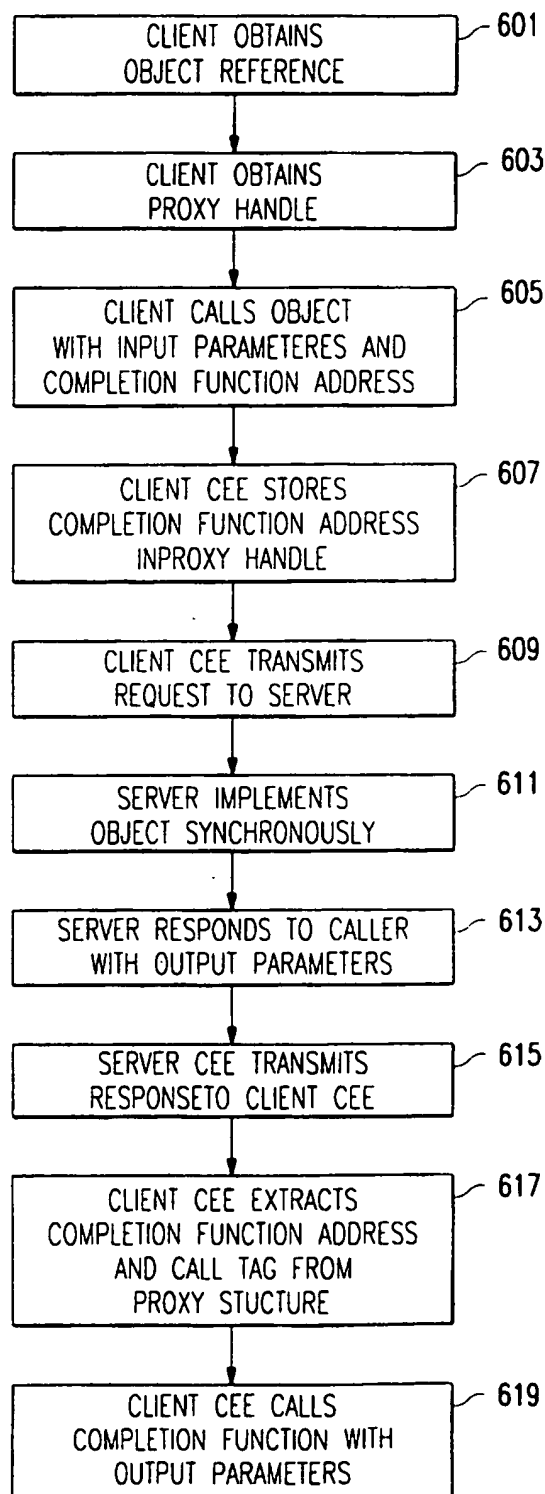 CLIENT OBTAINS
OBJECT REFERENCE
601
CLIENT OBTAINS
PROXY HANDLE
603
CLIENT CALLS OBJECT
WITH INPUT PARAMETERES AND
COMPLETION FUNCTION ADDRESS
605
CLIENT CEE STORES
COMPLETION FUNCTION ADDRESS
INPROXY HANDLE
607
CLIENT CEE TRANSMITS
REQUEST TO SERVER
609
SERVER IMPLEMENTS
OBJECT SYNCHRONOUSLY
611
SERVER RESPONDS TO CALLER
WITH OUTPUT PARAMETERS
613
SERVER CEE TRANSMITS
RESPONSETO CLIENT CEE
615
CLIENT CEE EXTRACTS
COMPLETION FUNCTION ADDRESS
AND CALL TAG FROM
PROXY STUCTURE
617
CLIENT CEE CALLS
COMPLETION FUNCTION WITH
OUTPUT PARAMETERS
619